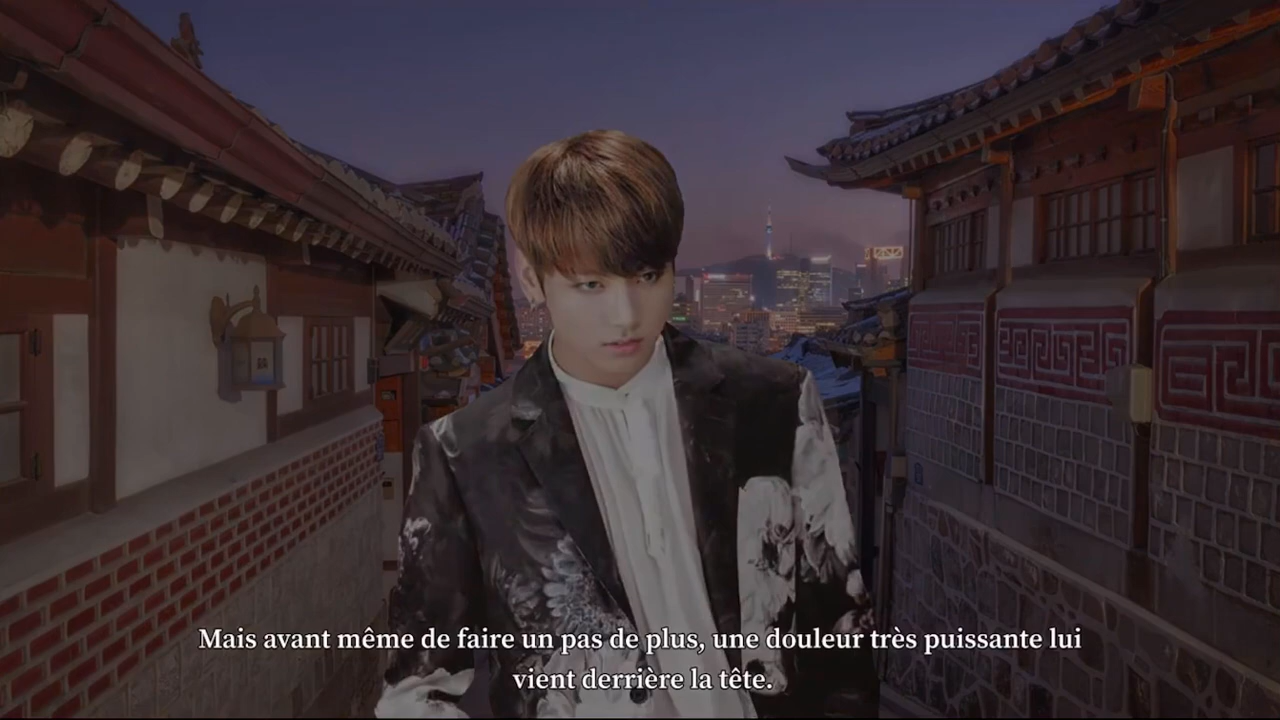 Mais avant même de faire un pas de plus, une douleur très puissante lui
vient derrière la tête.